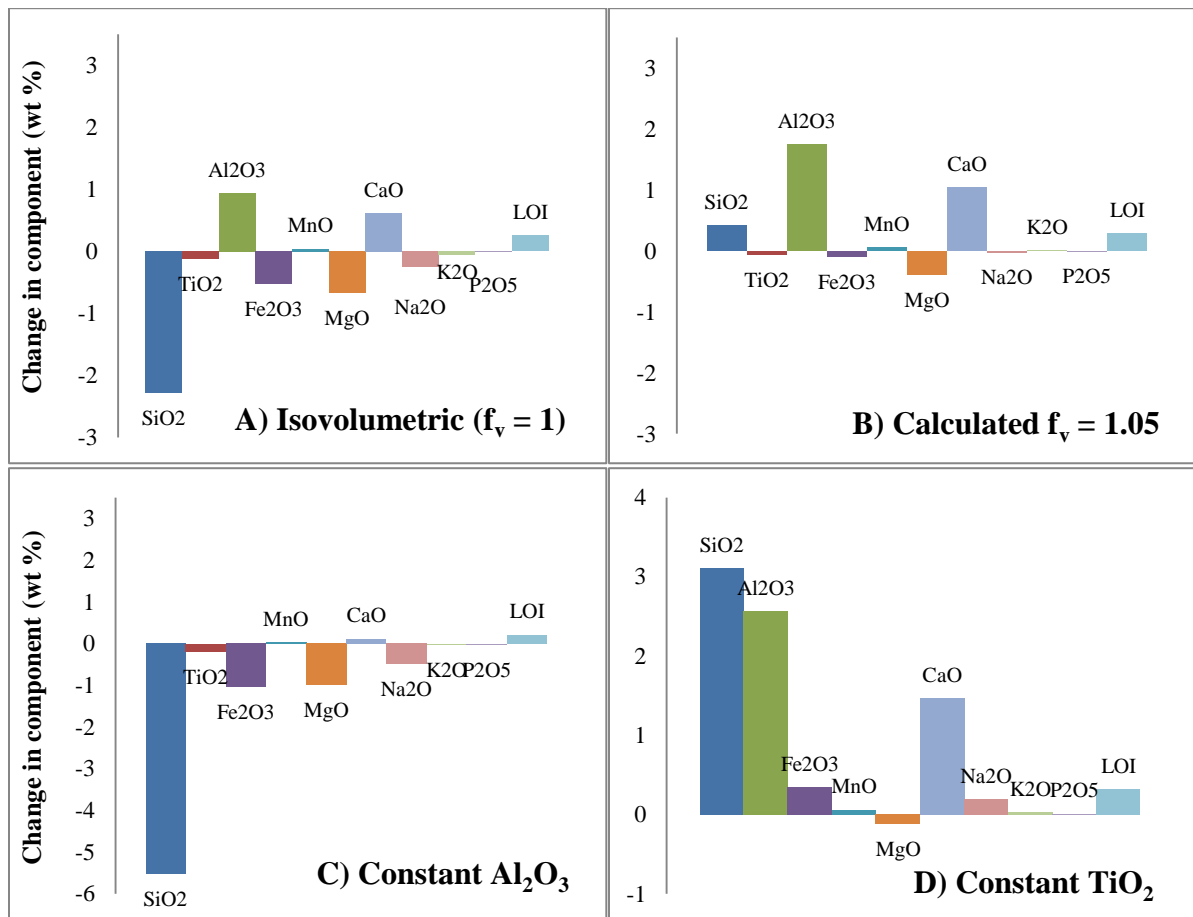 Change in component (wt %)
3
2
1
0
-1
-2
-3
SiO2
TiO2
Al2O3
Fe2O3
MnO
MgO
CaO
Na2O
K2O
P2O5
LOI
A) Isovolumetric (fv = 1)
3
2
1
0
-1
-2
-3
SiO2
TiO2
Al2O3
Fe2O3
MnO
MgO
CaO
Na2O
K2O
P2O5
LOI
B) Calculated fv = 1.05
Change in component (wt %)
3
2
1
0
-1
-2
-3
-4
-5
-6
SiO2
TiO2
Fe2O3
MnO
MgO
CaO
Na2O
K2O
P2O5
LOI
C) Constant Al2O3
4
3
2
1
0
-1
SiO2
Al2O3
Fe2O3
MnO
MgO
CaO
Na2O
K2O
P2O5
LOI
D) Constant TiO2